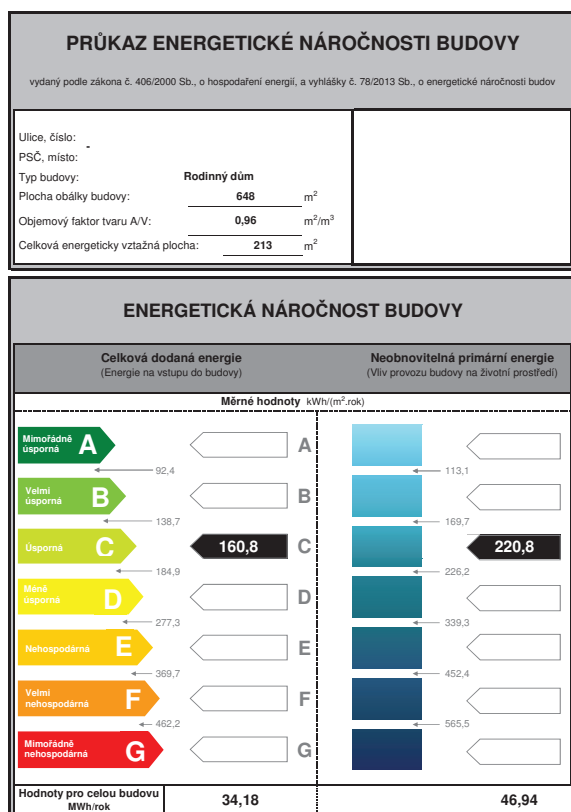 PRŮKAZ ENERGETICKÉ NÁROČNOSTI BUDOVY
vydaný podle zákona č. 406/2000 Sb., o hospodaření energií, a vyhlášky č. 78/2013 Sb., o energetické náročnosti budov
Ulice, číslo: -
PSČ, místo:
Typ budovy: Rodinný dům
Plocha obálky budovy: 648 m²
Objemový faktor tvaru A/V: 0,96 m²/m³
Celková energeticky vztažná plocha: 213 m²
ENERGETICKÁ NÁROČNOST BUDOVY
Celková dodaná energie
(Energie na vstupu do budovy)
Neobnovitelná primární energie
(Vliv provozu budovy na životní prostředí)
Měrné hodnoty kWh/(m².rok)
Mimořádně úsporná A A
92,4 113,1
Velmi úsporná B B
138,7 169,7
Úsporná C 160,8 C 220,8
184,9 226,2
Méně úsporná D D
277,3 339,3
Nehospodárná E E
369,7 452,4
Velmi nehospodárná F F
462,2 565,5
Mimořádně nehospodárná G G
Hodnoty pro celou budovu
MWh/rok
34,18 46,94